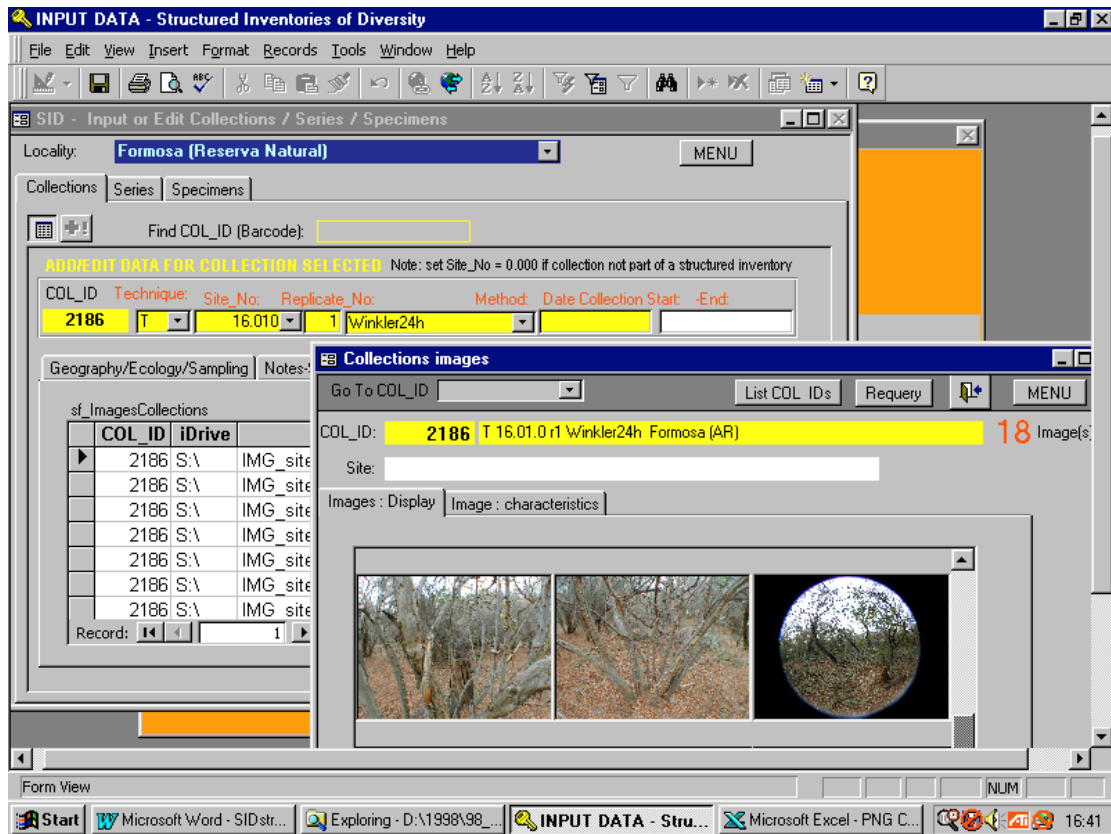 INPUT DATA - Structured Inventories of Diversity
File Edit View Insert Format Records Tools Window Help
SID - Input or Edit Collections / Series / Specimens
Locality: Formosa (Reserva Natural) MENU
Collections Series Specimens
Find COL_ID (Barcode):
ADD/EDIT DATA FOR COLLECTION SELECTED Note: set Site_No = 0.000 if collection not part of a structured inventory
COL_ID Technique: Site_No: Replicate_No: Method: Date Collection Start: -End:
2186 T 16.010 1 Winkler24h
Geography/Ecology/Sampling Notes-
sf_ImagesCollections
COL_ID iDrive
2186 S:\ IMG_site
2186 S:\ IMG_site
2186 S:\ IMG_site
2186 S:\ IMG_site
2186 S:\ IMG_site
2186 S:\ IMG_site
2186 S:\ IMG_site
Record: 1
Collections images
Go To COL_ID List COL IDs Requery MENU
COL_ID: 2186 T 16.01.0 r1 Winkler24h Formosa (AR) 18 Image(s)
Site:
Images : Display Image : characteristics
Form View NUM
Start Microsoft Word - SIDstr... Exploring - D:\1998\98_... INPUT DATA - Stru... Microsoft Excel - PNG C... ATI 16:41